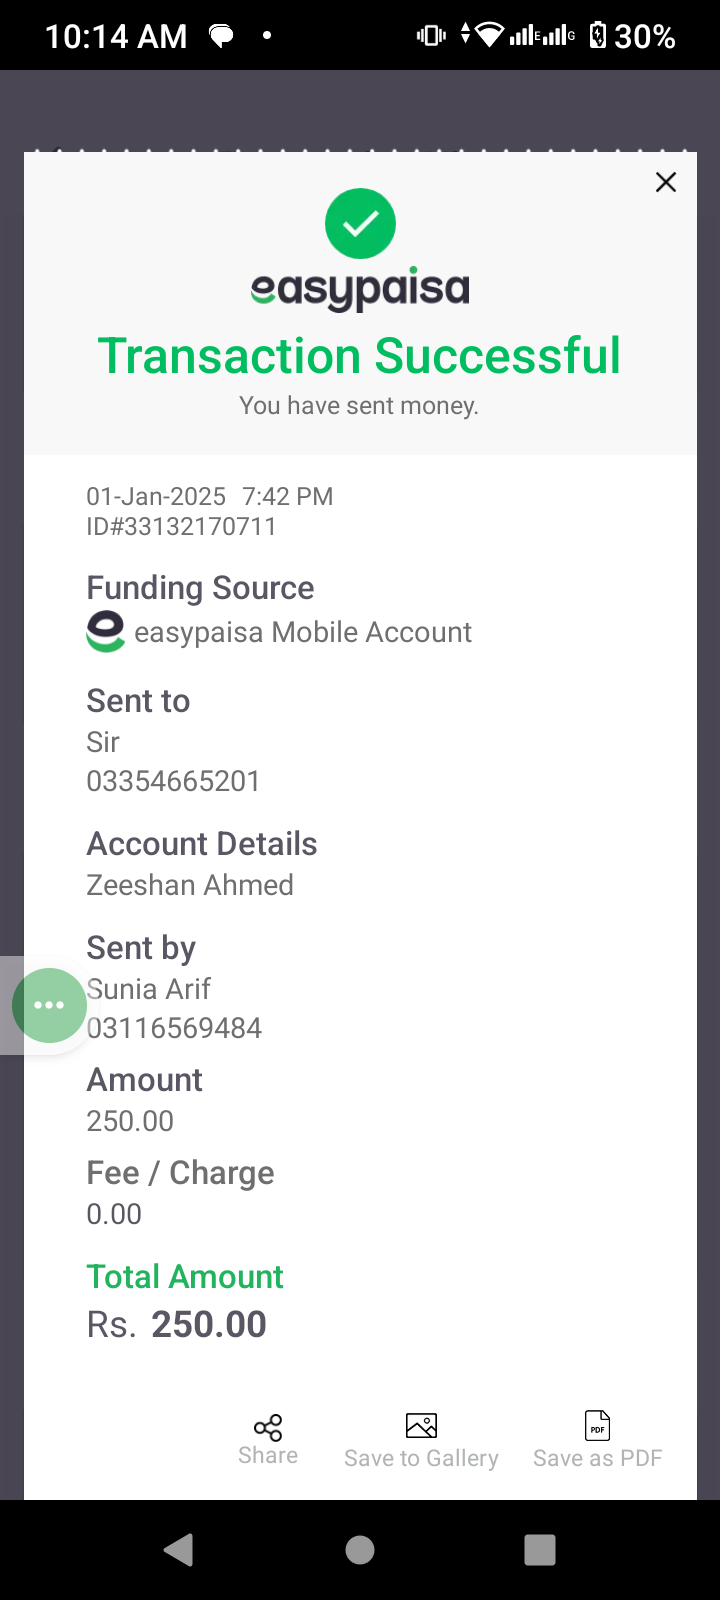 10:14 AM
E
G
30%
easypaisa
Transaction Successful
You have sent money.
01-Jan-2025 7:42 PM
ID#33132170711
Funding Source
easypaisa Mobile Account
Sent to
Sir
03354665201
Account Details
Zeeshan Ahmed
Sent by
Sunia Arif
03116569484
Amount
250.00
Fee / Charge
0.00
Total Amount
Rs. 250.00
PDF
Share
Save to Gallery
Save as PDF